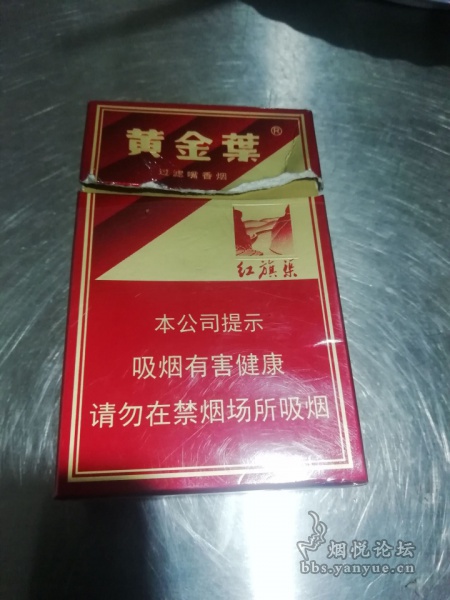 黄金葉®
过滤嘴香烟
红旗渠
本公司提示
吸烟有害健康
请勿在禁烟场所吸烟
烟悦论坛
bbs.yanyue.cn